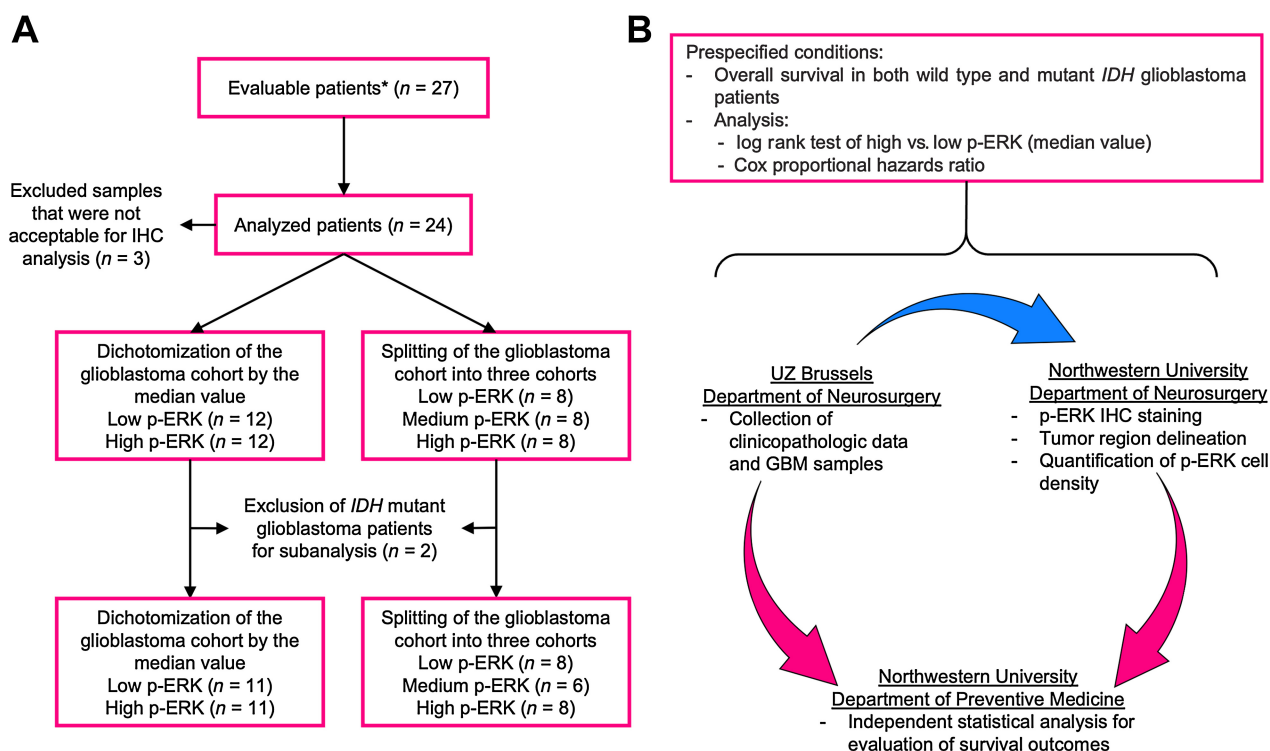 A
Evaluable patients* (n = 27)
Excluded samples
that were not
acceptable for IHC
analysis (n = 3)
Analyzed patients (n = 24)
Dichotomization of the
glioblastoma cohort by the
median value
Low p-ERK (n = 12)
High p-ERK (n = 12)
Splitting of the glioblastoma
cohort into three cohorts
Low p-ERK (n = 8)
Medium p-ERK (n = 8)
High p-ERK (n = 8)
Exclusion of IDH mutant
glioblastoma patients
for subanalysis (n = 2)
Dichotomization of the
glioblastoma cohort by the
median value
Low p-ERK (n = 11)
High p-ERK (n = 11)
Splitting of the glioblastoma
cohort into three cohorts
Low p-ERK (n = 8)
Medium p-ERK (n = 6)
High p-ERK (n = 8)
B
Prespecified conditions:
- Overall survival in both wild type and mutant IDH glioblastoma
patients
- Analysis:
- log rank test of high vs. low p-ERK (median value)
- Cox proportional hazards ratio
UZ Brussels
Department of Neurosurgery
- Collection of
clinicopathologic data
and GBM samples
Northwestern University
Department of Neurosurgery
- p-ERK IHC staining
- Tumor region delineation
- Quantification of p-ERK cell
density
Northwestern University
Department of Preventive Medicine
- Independent statistical analysis for
evaluation of survival outcomes